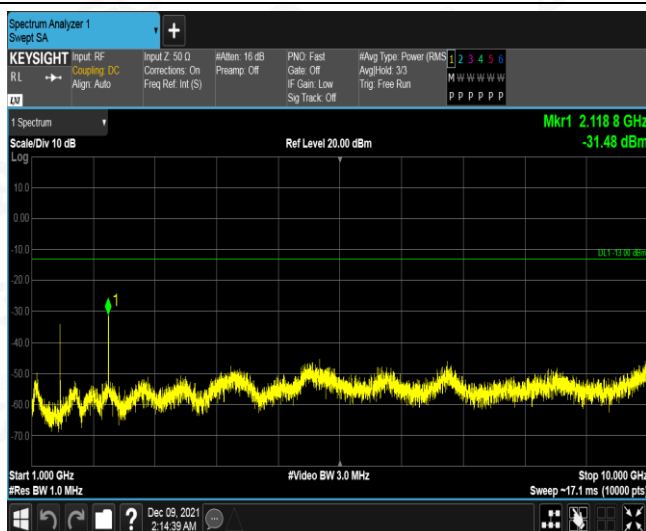 Spectrum Analyzer 1
Swept SA
+
KEYSIGHT
RL
Input: RF
Coupling: DC
Align: Auto
Input Z: 50 Ω
Corrections: On
Freq Ref: Int (S)
#Atten: 16 dB
Preamp: Off
PNO: Fast
Gate: Off
IF Gain: Low
Sig Track: Off
#Avg Type: Power (RMS
Avg|Hold: 3/3
Trig: Free Run
1 2 3 4 5 6
M W W W W W
P P P P P P
LXI
1 Spectrum
Mkr1 2.118 8 GHz
Scale/Div 10 dB
Ref Level 20.00 dBm
-31.48 dBm
Log
10.0
0.00
-10.0
DL1 -13.00 dBm
-20.0
1
-30.0
-40.0
-50.0
-60.0
-70.0
Start 1.000 GHz
#Video BW 3.0 MHz
Stop 10.000 GHz
#Res BW 1.0 MHz
Sweep ~17.1 ms (10000 pts)
?
Dec 09, 2021
2:14:39 AM